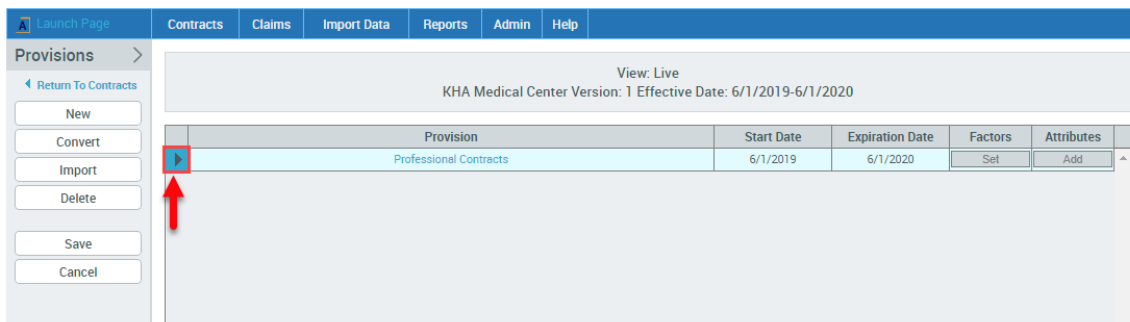 Launch Page
Contracts Claims Import Data Reports Admin Help
Provisions
Return To Contracts
New
Convert
Import
Delete
Save
Cancel
View: Live
KHA Medical Center Version: 1 Effective Date: 6/1/2019-6/1/2020
Provision Start Date Expiration Date Factors Attributes
Professional Contracts 6/1/2019 6/1/2020 Set Add